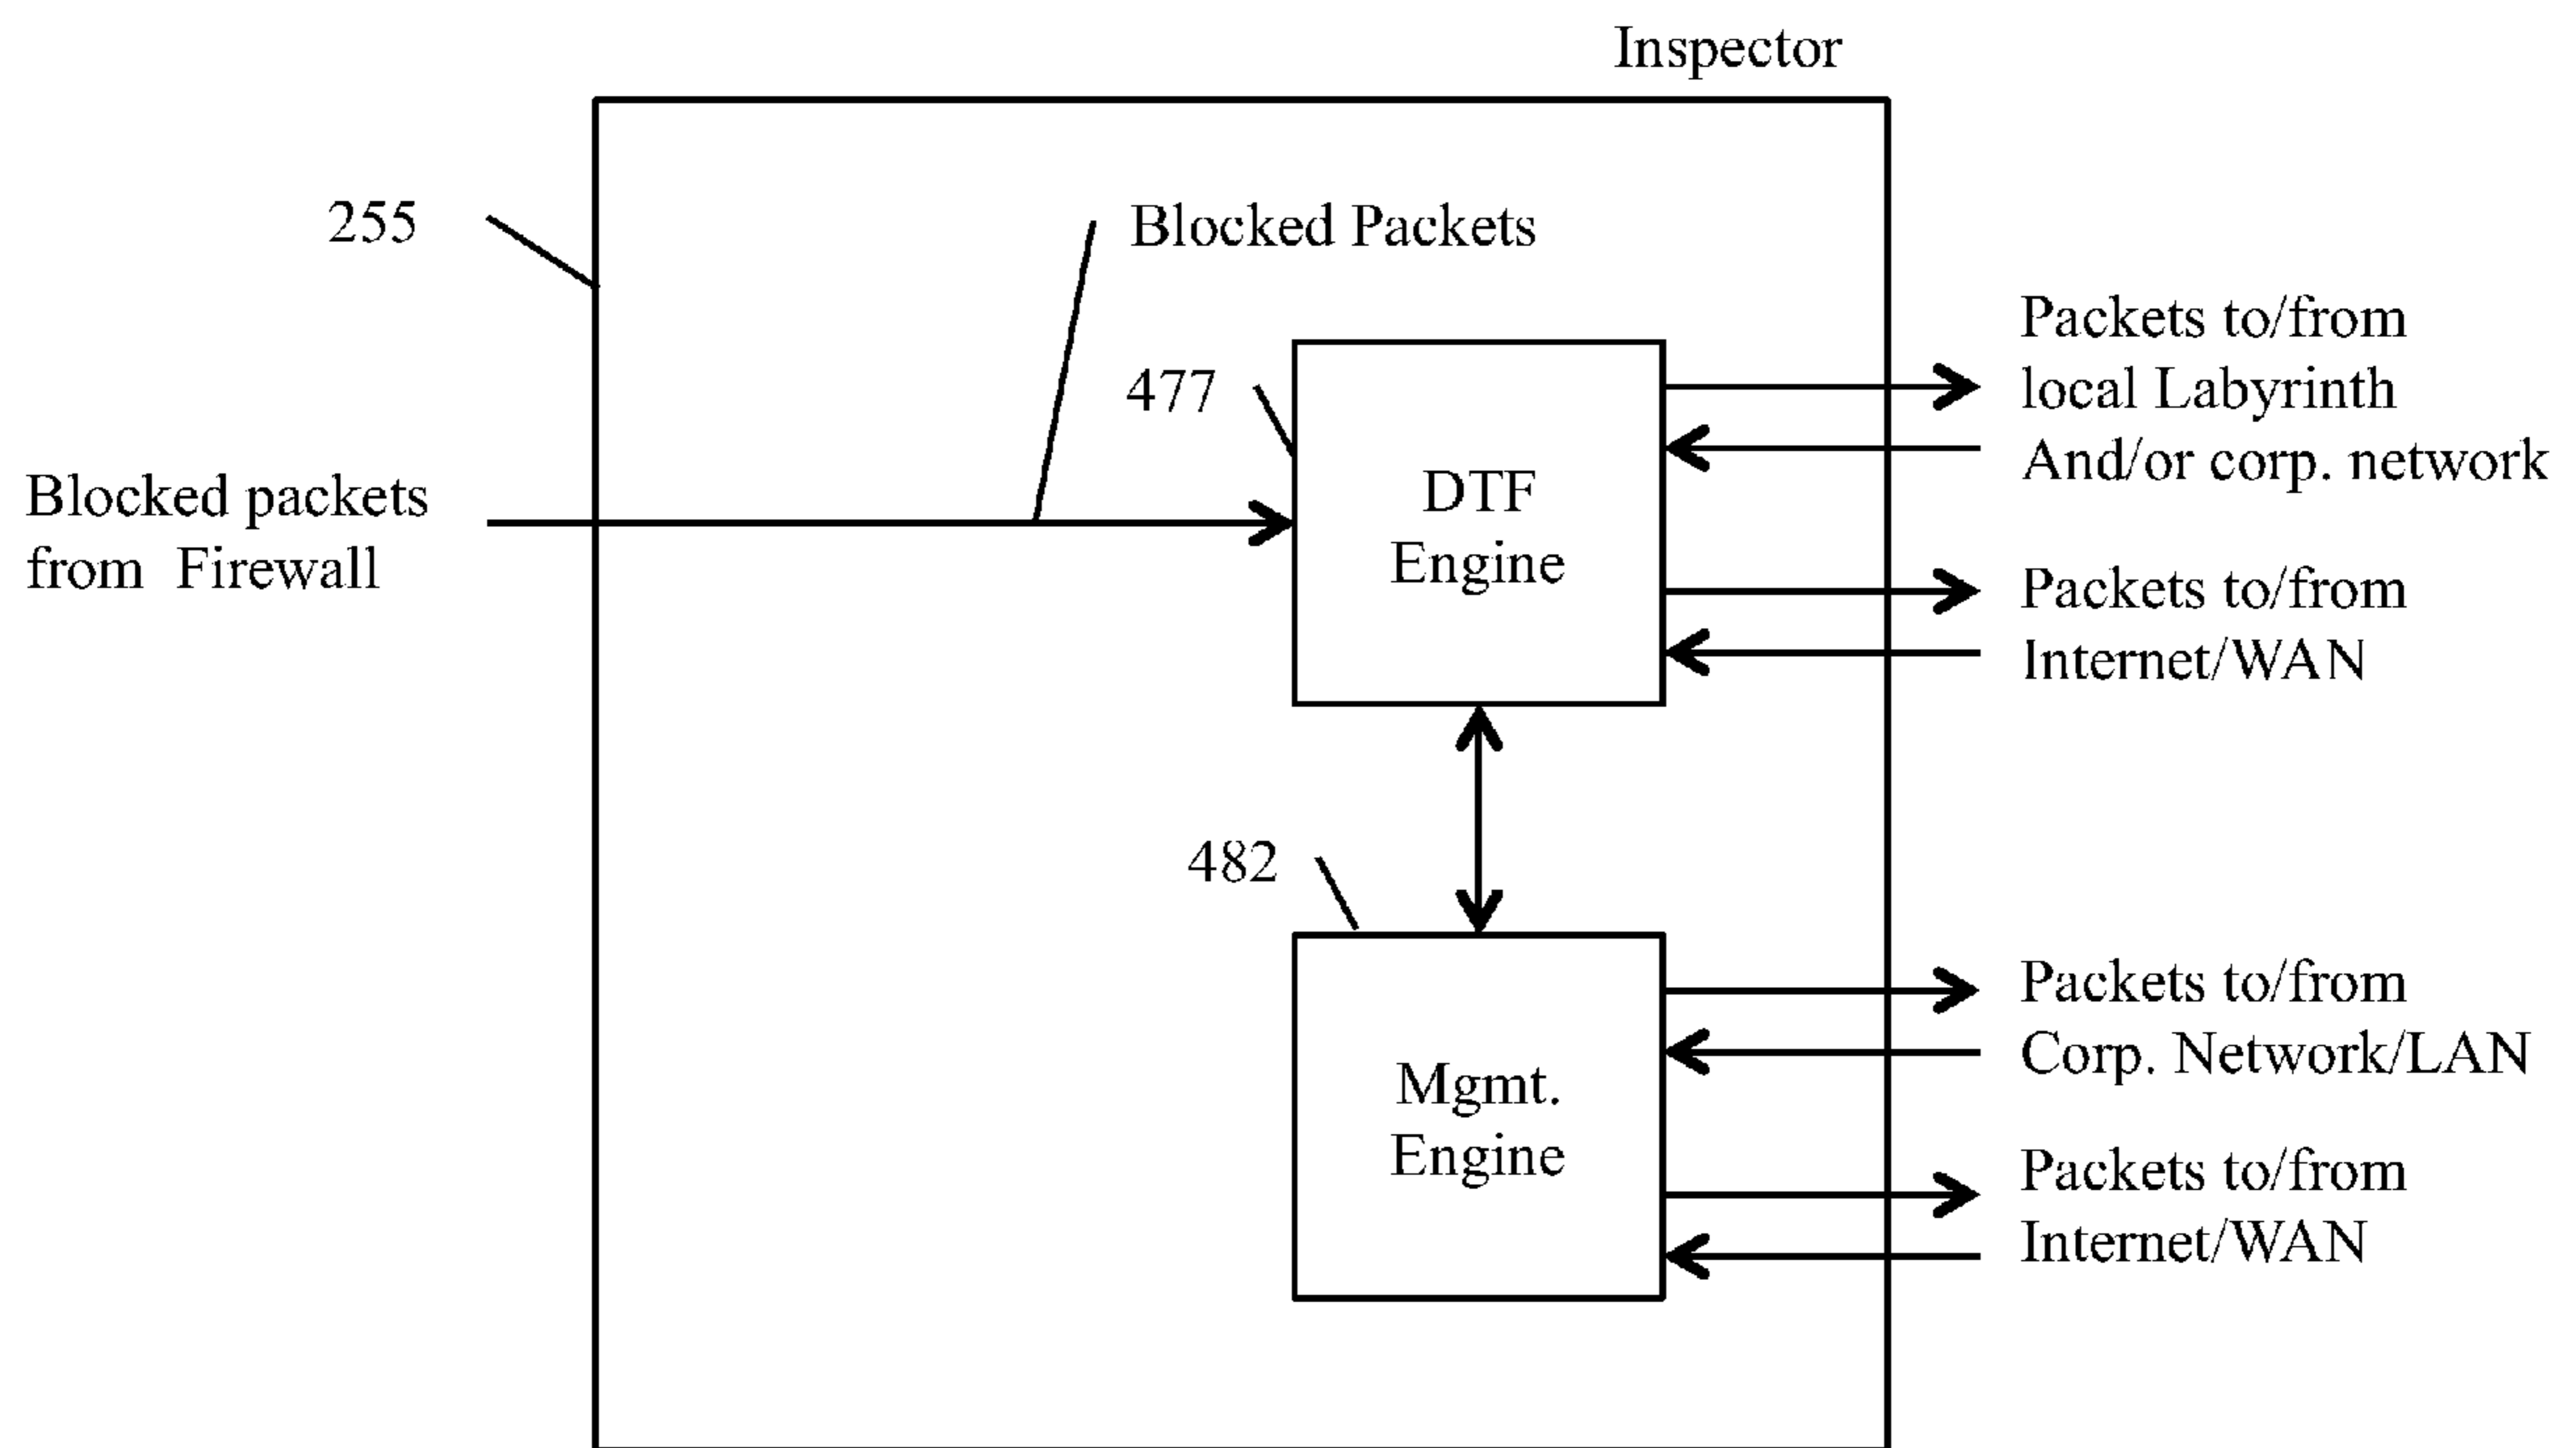 Inspector
255
Blocked Packets
Packets to/from
local Labyrinth
And/or corp. network
477
Blocked packets
from Firewall
DTF
Engine
Packets to/from
Internet/WAN
482
Packets to/from
Corp. Network/LAN
Mgmt.
Engine
Packets to/from
Internet/WAN